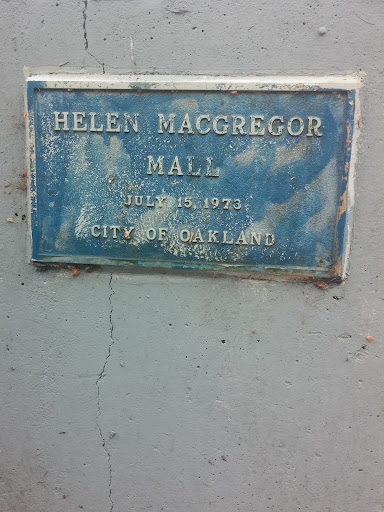 HELEN MACGREGOR
MALL
JULY 15, 1973
CITY OF OAKLAND